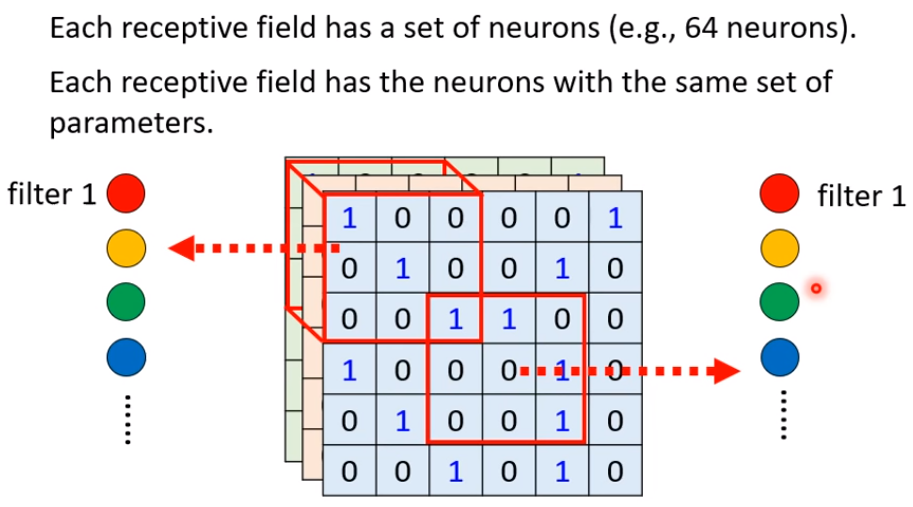 Each receptive field has a set of neurons (e.g., 64 neurons).
Each receptive field has the neurons with the same set of
parameters.
filter 1
filter 1
1 0 0 0 0 1
0 1 0 0 1 0
0 0 1 1 0 0
1 0 0 0 1 0
0 1 0 0 1 0
0 0 1 0 1 0